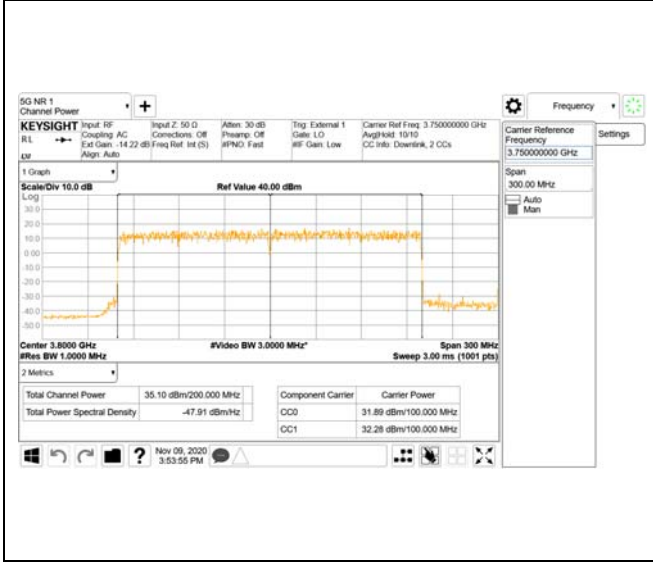 5G NR 1
Channel Power
+
Frequency
KEYSIGHT
Input: RF
Coupling: AC
Ext Gain: -14.22 dB
Align: Auto
Input Z: 50 Ω
Corrections: Off
Freq Ref: Int (S)
Atten: 30 dB
Preamp: Off
#PNO: Fast
Trig: External 1
Gate: LO
#IF Gain: Low
Carrier Ref Freq: 3.750000000 GHz
Avg|Hold: 10/10
CC Info: Downlink, 2 CCs
R L
Carrier Reference
Frequency
3.750000000 GHz
Settings
Span
300.00 MHz
Auto
Man
1 Graph
Scale/Div 10.0 dB
Ref Value 40.00 dBm
Log
30.0
20.0
10.0
0.00
-10.0
-20.0
-30.0
-40.0
-50.0
Center 3.8000 GHz
#Video BW 3.0000 MHz*
Span 300 MHz
#Res BW 1.0000 MHz
Sweep 3.00 ms (1001 pts)
2 Metrics
Total Channel Power 35.10 dBm/200.000 MHz
Total Power Spectral Density -47.91 dBm/Hz
Component Carrier Carrier Power
CC0 31.89 dBm/100.000 MHz
CC1 32.28 dBm/100.000 MHz
?
Nov 09, 2020
3:53:55 PM